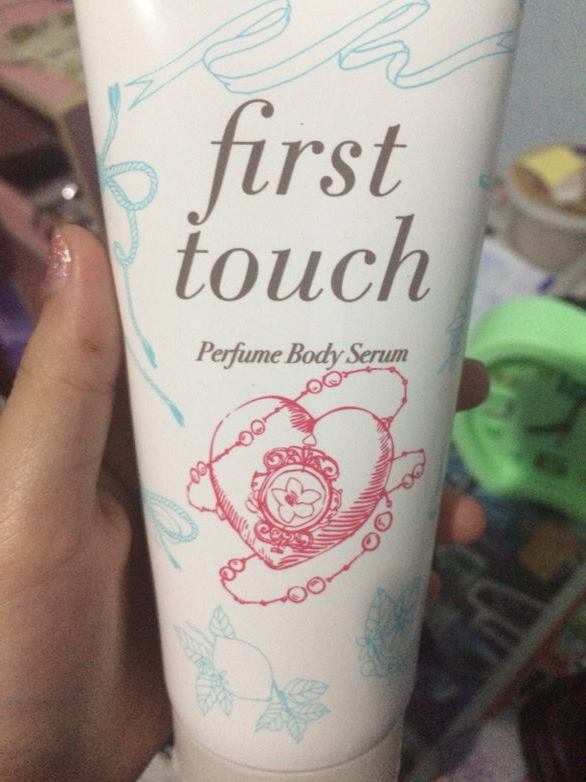 first
touch
Perfume Body Serum